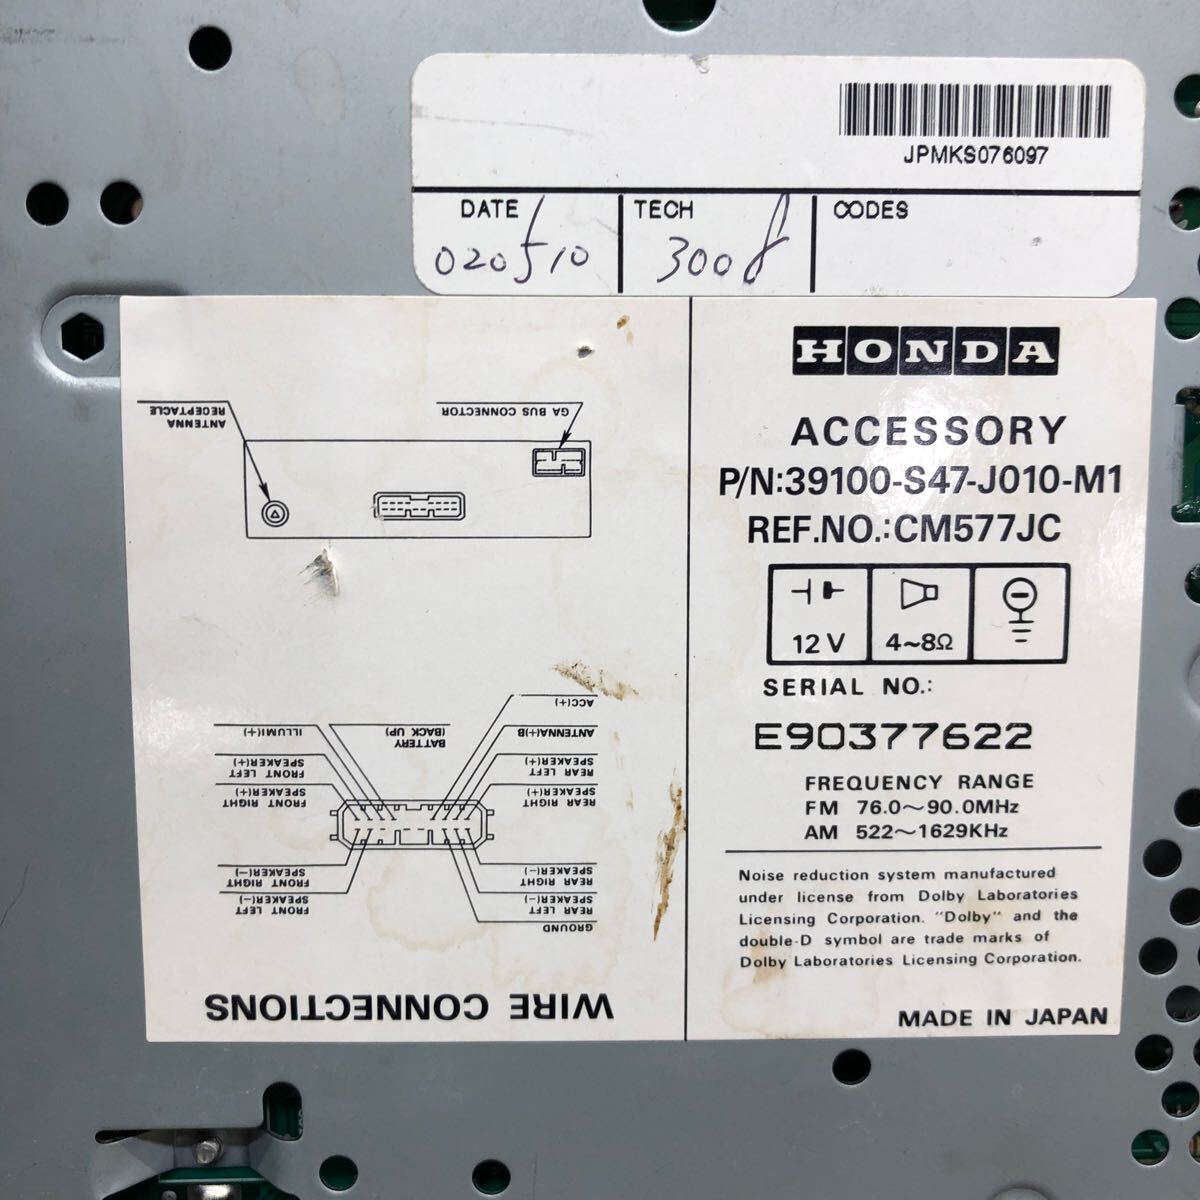 JPMKS076097
DATE TECH CODES
020510 3008
HONDA
ACCESSORY
P/N:39100-S47-J010-M1
REF.NO.:CM577JC
12V 4~8Ω
SERIAL NO.:
E90377622
FREQUENCY RANGE
FM 76.0~90.0MHz
AM 522~1629KHz
Noise reduction system manufactured
under license from Dolby Laboratories
Licensing Corporation. "Dolby" and the
double-D symbol are trade marks of
Dolby Laboratories Licensing Corporation.
MADE IN JAPAN
WIRE CONNECTIONS
GROUND
REAR LEFT
SPEAKER(-)
REAR RIGHT
SPEAKER(-)
FRONT LEFT
SPEAKER(-)
FRONT RIGHT
SPEAKER(-)
REAR RIGHT
SPEAKER(+)
REAR LEFT
SPEAKER(+)
ANTENNA(+)B
ACC(+)
FRONT RIGHT
SPEAKER(+)
FRONT LEFT
SPEAKER(+)
ILLUMI(+)
BATTERY
(BACK UP)
GA BUS CONNECTOR
ANTENNA
RECEPTACLE